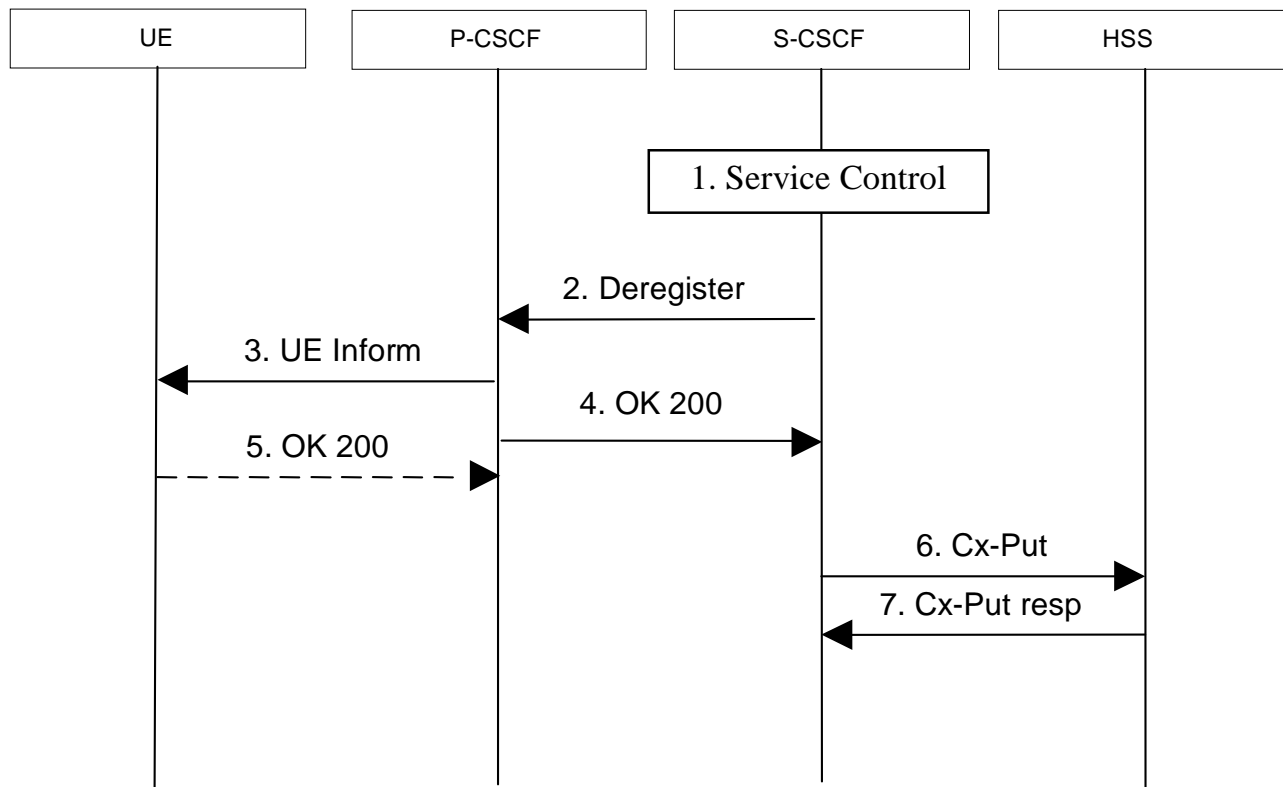 UE
P-CSCF
S-CSCF
HSS
1. Service Control
2. Deregister
3. UE Inform
4. OK 200
5. OK 200
6. Cx-Put
7. Cx-Put resp